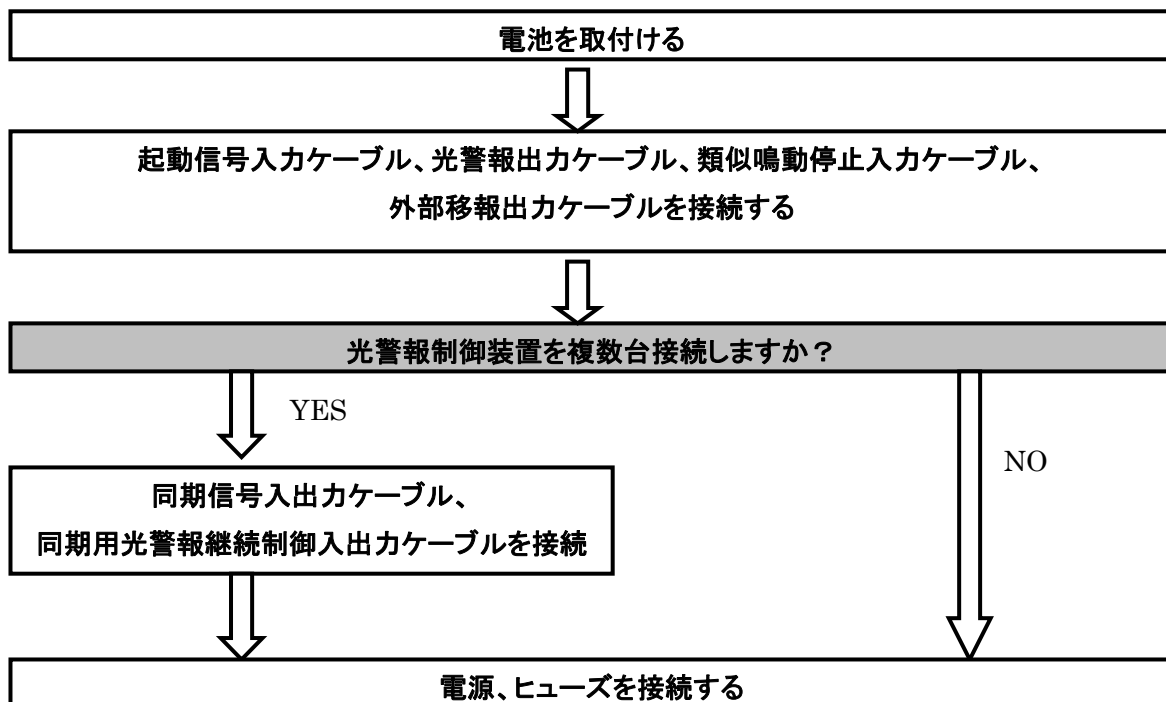 電池を取付ける
起動信号入力ケーブル、光警報出力ケーブル、類似鳴動停止入力ケーブル、
外部移報出力ケーブルを接続する
光警報制御装置を複数台接続しますか？
YES
NO
同期信号入出力ケーブル、
同期用光警報継続制御入出力ケーブルを接続
電源、ヒューズを接続する